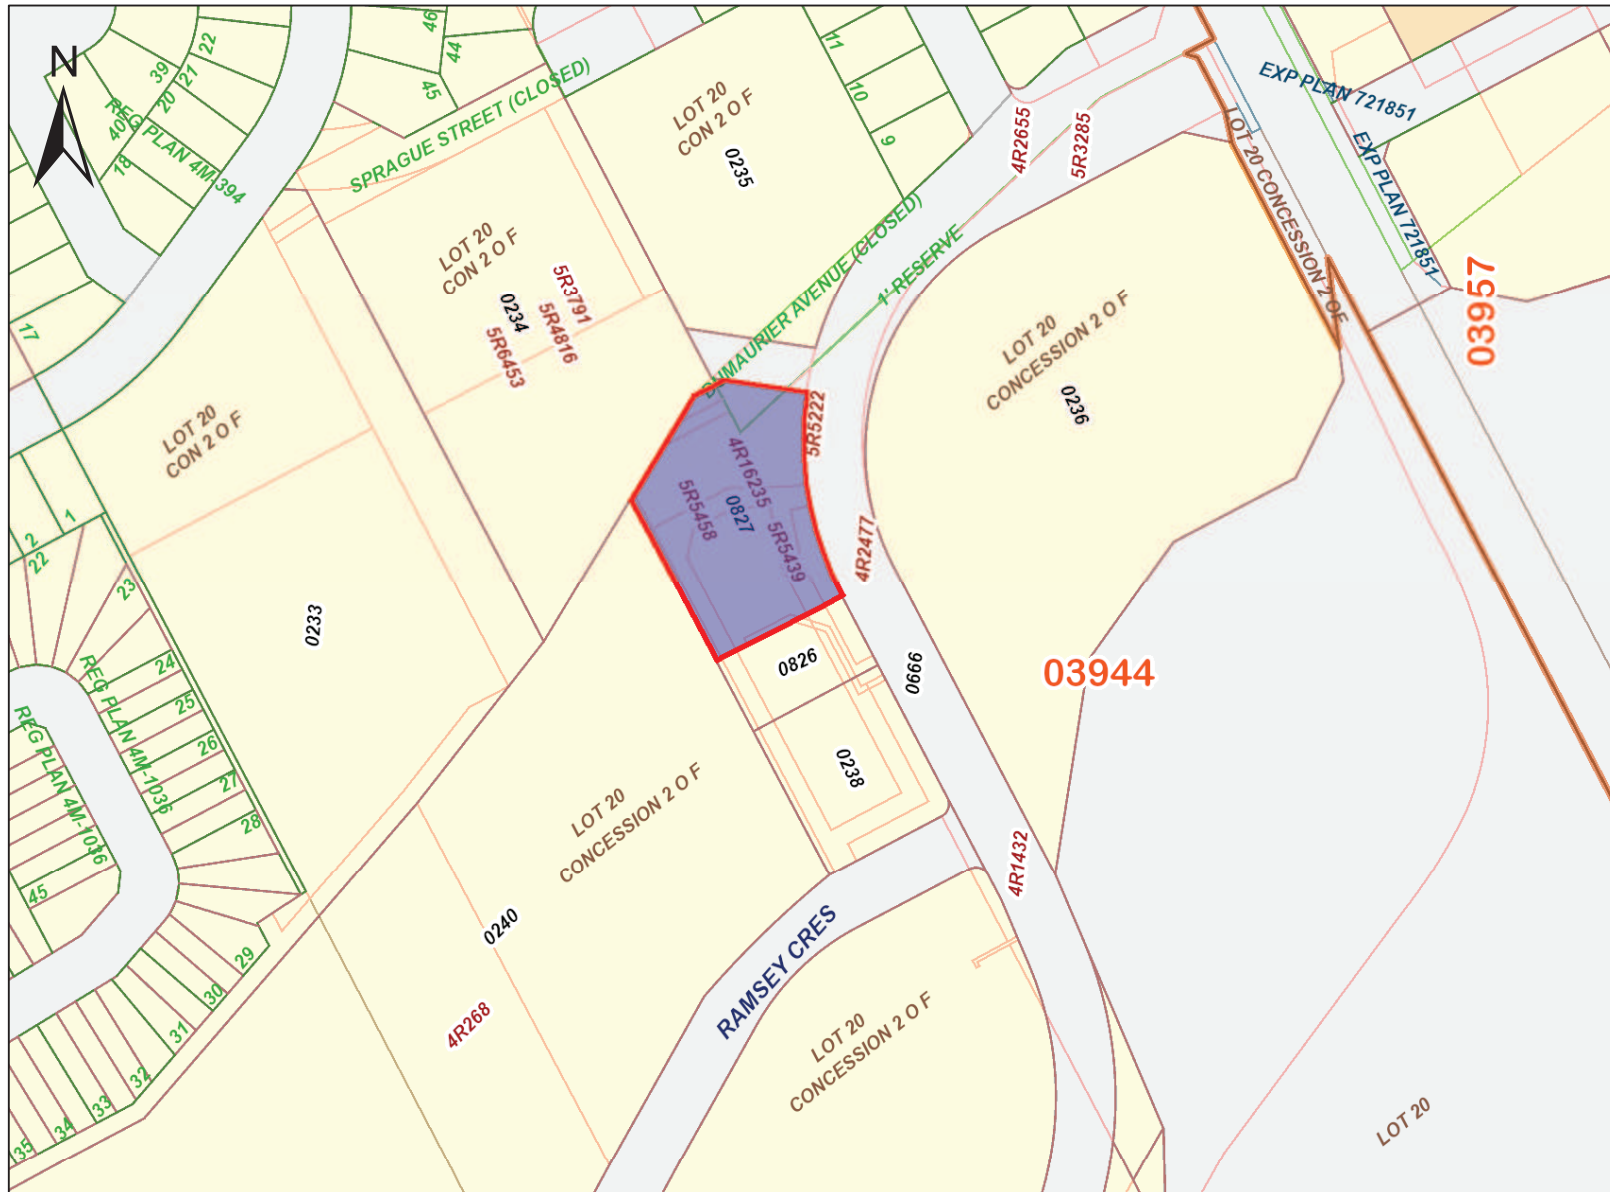 N
39
22
21
20
40
18
REG PLAN 4M-394
17
46
44
45
SPRAGUE STREET (CLOSED)
LOT 20
CON 2 O F
0235
11
10
9
4R2655
5R3285
EXP PLAN 721851
EXP PLAN 721851
LOT 20 CONCESSION 2 OF
03957
LOT 20
CON 2 O F
0234
5R3791
5R4816
5R6453
DUMAURIER AVENUE (CLOSED)
1' RESERVE
LOT 20
CONCESSION 2 O F
0236
LOT 20
CON 2 O F
0233
5R5222
4R16235
0827
5R5458
5R5439
4R2477
1
2
22
23
24
25
26
27
28
REG PLAN 4M-1036
REG PLAN 4M-1036
45
29
30
31
32
33
34
35
0826
0666
03944
0238
LOT 20
CONCESSION 2 O F
0240
4R268
4R1432
RAMSEY CRES
LOT 20
CONCESSION 2 O F
LOT 20